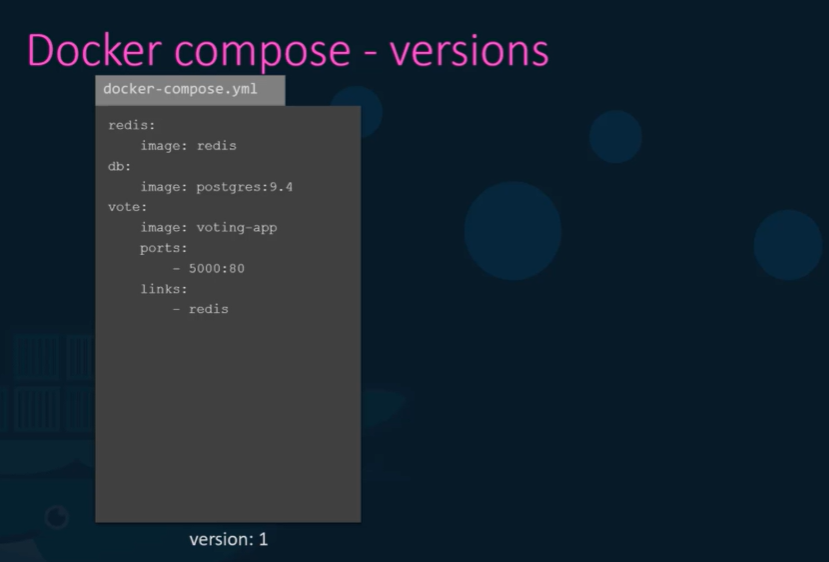 Docker compose - versions
docker-compose.yml
redis:
    image: redis
db:
    image: postgres:9.4
vote:
    image: voting-app
    ports:
        - 5000:80
    links:
        - redis
version: 1